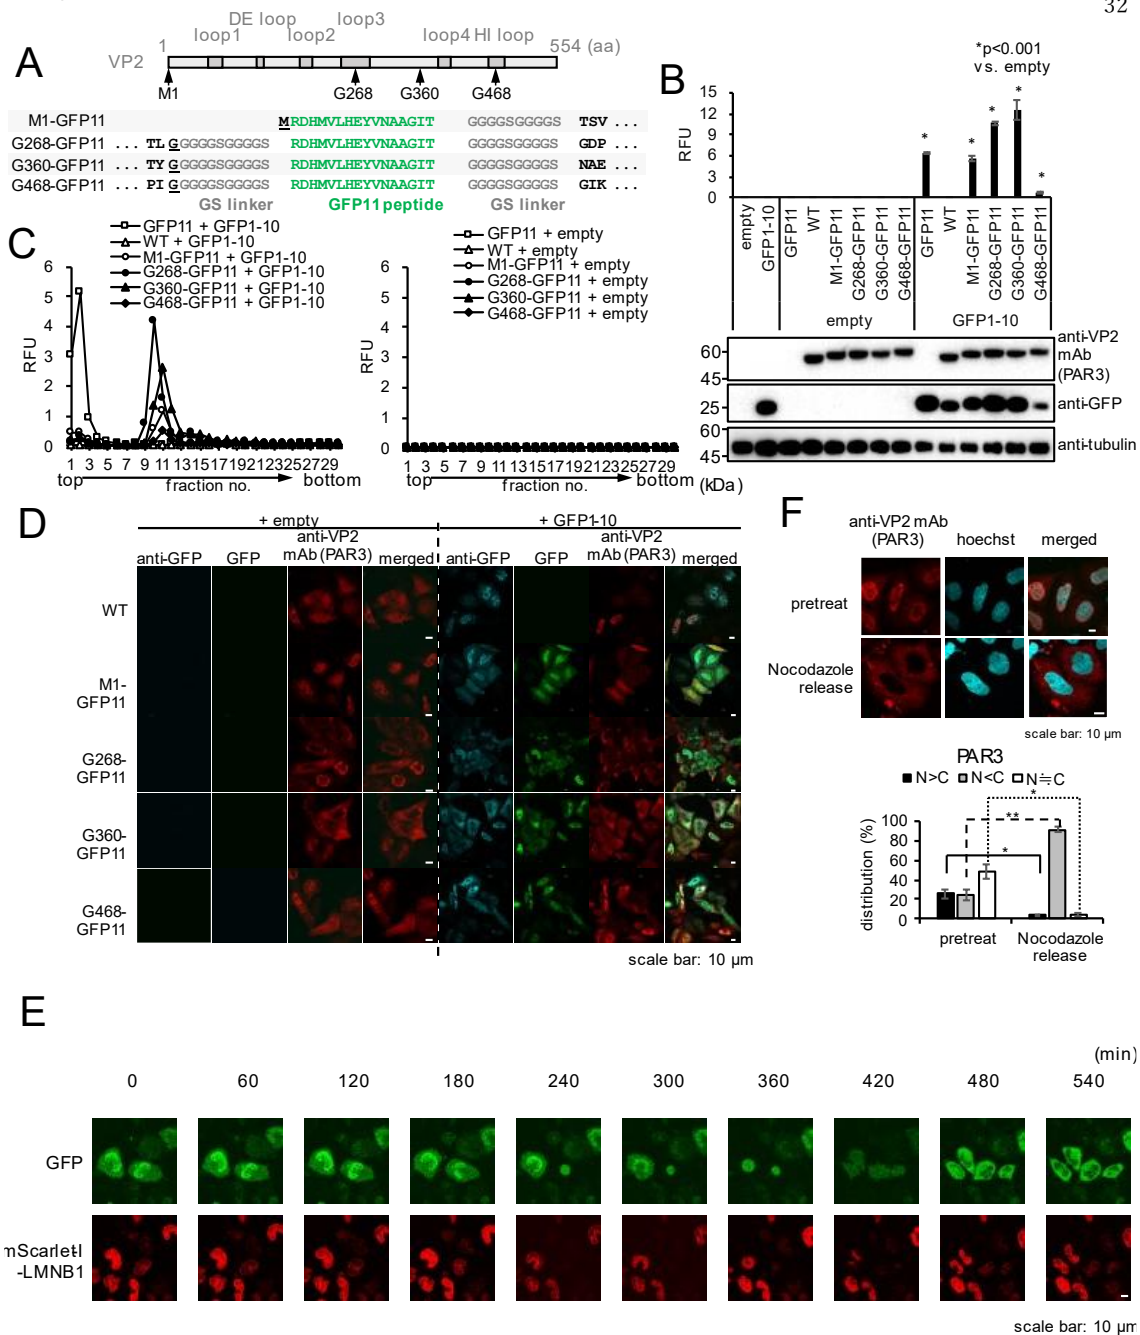 32
A
DE loop loop3
loop1 loop2 loop4 HI loop
1 554 (aa)
VP2
M1 G268 G360 G468
M1-GFP11 MRDHMVLHEYVNAAGIT GGGGSGGGGS TSV ...
G268-GFP11 ... TL GGGGGSGGGGS RDHMVLHEYVNAAGIT GGGGSGGGGS GDP ...
G360-GFP11 ... TY GGGGGSGGGGS RDHMVLHEYVNAAGIT GGGGSGGGGS NAE ...
G468-GFP11 ... PI GGGGGSGGGGS RDHMVLHEYVNAAGIT GGGGSGGGGS GIK ...
GS linker GFP11 peptide GS linker
B
*p<0.001
vs. empty
RFU
15
12
9
6
3
0
* * * * *
empty
GFP1-10
GFP11
WT
M1-GFP11
G268-GFP11
G360-GFP11
G468-GFP11
GFP11
WT
M1-GFP11
G268-GFP11
G360-GFP11
G468-GFP11
empty GFP1-10
60
45
anti-VP2
mAb
(PAR3)
25
anti-GFP
60
45
anti-tubulin
(kDa)
C
GFP11 + GFP1-10
WT + GFP1-10
M1-GFP11 + GFP1-10
G268-GFP11 + GFP1-10
G360-GFP11 + GFP1-10
G468-GFP11 + GFP1-10
RFU
6
5
4
3
2
1
0
1 3 5 7 9 11 13 15 17 19 21 23 25 27 29
top fraction no. bottom
GFP11 + empty
WT + empty
M1-GFP11 + empty
G268-GFP11 + empty
G360-GFP11 + empty
G468-GFP11 + empty
RFU
6
5
4
3
2
1
0
1 3 5 7 9 11 13 15 17 19 21 23 25 27 29
top fraction no. bottom
D
+ empty + GFP1-10
anti-GFP GFP anti-VP2 mAb (PAR3) merged anti-GFP GFP anti-VP2 mAb (PAR3) merged
WT
M1-
GFP11
G268-
GFP11
G360-
GFP11
G468-
GFP11
scale bar: 10 μm
F
anti-VP2 mAb
(PAR3) hoechst merged
pretreat
Nocodazole
release
scale bar: 10 μm
PAR3
N>C N<C N≒C
distribution (%)
100
80
60
40
20
0
* ** *
pretreat Nocodazole
release
E
(min)
0 60 120 180 240 300 360 420 480 540
GFP
mScarlet-I
-LMNB1
scale bar: 10 μm